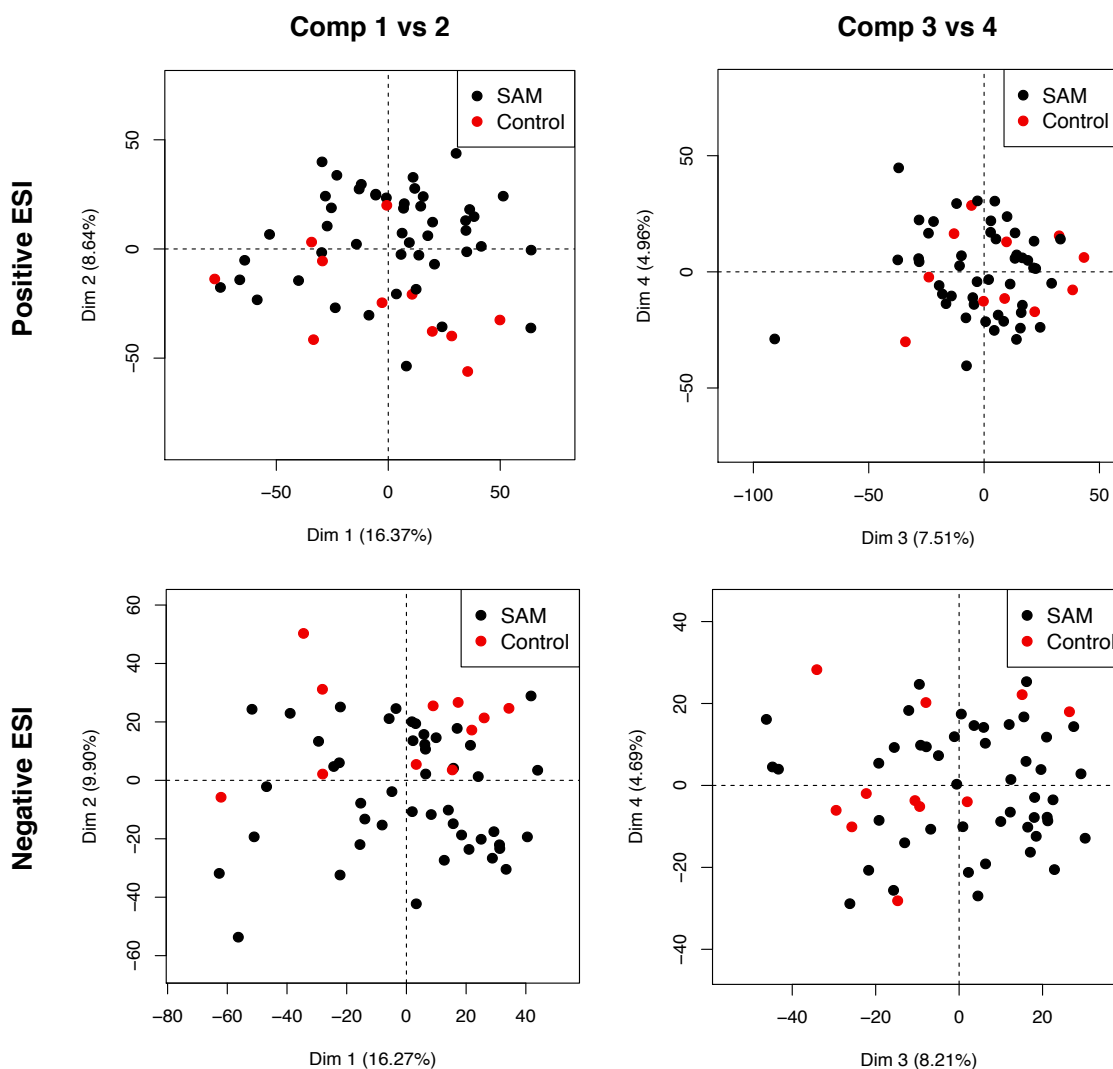 Comp 1 vs 2
Comp 3 vs 4
Positive ESI
SAM
Control
50
0
−50
Dim 2 (8.64%)
−50
0
50
Dim 1 (16.37%)
SAM
Control
50
0
−50
Dim 4 (4.96%)
−100
−50
0
50
Dim 3 (7.51%)
Negative ESI
SAM
Control
60
40
20
0
−20
−40
−60
Dim 2 (9.90%)
−80
−60
−40
−20
0
20
40
Dim 1 (16.27%)
SAM
Control
40
20
0
−20
−40
Dim 4 (4.69%)
−40
−20
0
20
Dim 3 (8.21%)